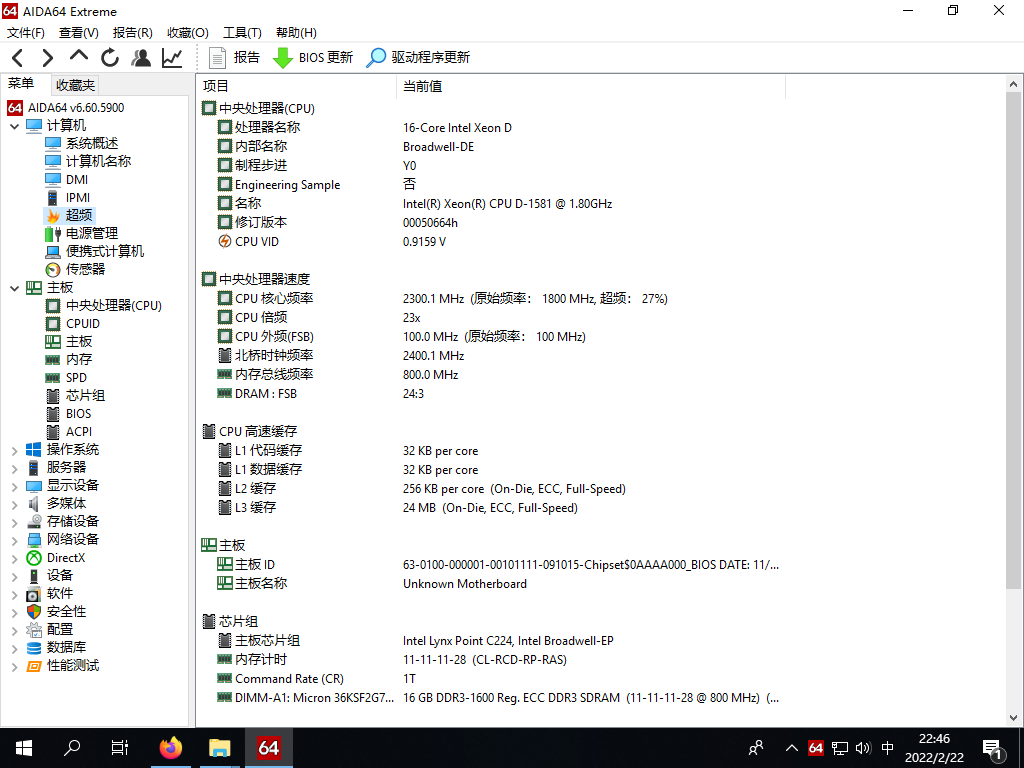 64 AIDA64 Extreme
文件(F) 查看(V) 报告(R) 收藏(O) 工具(T) 帮助(H)
报告 BIOS 更新 驱动程序更新
菜单 收藏夹
64 AIDA64 v6.60.5900
计算机
系统概述
计算机名称
DMI
IPMI
超频
电源管理
便携式计算机
传感器
主板
中央处理器(CPU)
CPUID
主板
内存
SPD
芯片组
BIOS
ACPI
操作系统
服务器
显示设备
多媒体
存储设备
网络设备
DirectX
设备
软件
安全性
配置
数据库
性能测试
项目 当前值
中央处理器(CPU)
处理器名称 16-Core Intel Xeon D
内部名称 Broadwell-DE
制程步进 Y0
Engineering Sample 否
名称 Intel(R) Xeon(R) CPU D-1581 @ 1.80GHz
修订版本 00050664h
CPU VID 0.9159 V
中央处理器速度
CPU 核心频率 2300.1 MHz (原始频率: 1800 MHz, 超频: 27%)
CPU 倍频 23x
CPU 外频(FSB) 100.0 MHz (原始频率: 100 MHz)
北桥时钟频率 2400.1 MHz
内存总线频率 800.0 MHz
DRAM : FSB 24:3
CPU 高速缓存
L1 代码缓存 32 KB per core
L1 数据缓存 32 KB per core
L2 缓存 256 KB per core (On-Die, ECC, Full-Speed)
L3 缓存 24 MB (On-Die, ECC, Full-Speed)
主板
主板 ID 63-0100-000001-00101111-091015-Chipset$0AAAA000_BIOS DATE: 11/...
主板名称 Unknown Motherboard
芯片组
主板芯片组 Intel Lynx Point C224, Intel Broadwell-EP
内存计时 11-11-11-28 (CL-RCD-RP-RAS)
Command Rate (CR) 1T
DIMM-A1: Micron 36KSF2G7... 16 GB DDR3-1600 Reg. ECC DDR3 SDRAM (11-11-11-28 @ 800 MHz) (...
64 64 中 22:46
2022/2/22 1